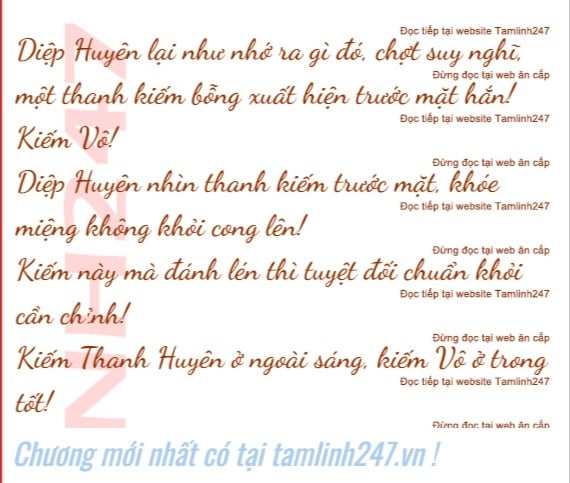 Đọc tiếp tại website Tamlinh247
Diệp Huyên lại như nhớ ra gì đó, chợt suy nghĩ,
Đừng đọc tại web ăn cắp
một thanh kiếm bỗng xuất hiện trước mặt hắn!
Đọc tiếp tại website Tamlinh247
Kiếm Vô!
Đừng đọc tại web ăn cắp
Diệp Huyên nhìn thanh kiếm trước mặt, khóe
Đọc tiếp tại website Tamlinh247
miệng không khỏi cong lên!
Đừng đọc tại web ăn cắp
Kiếm này mà đánh lén thì tuyệt đối chuẩn khỏi
Đọc tiếp tại website Tamlinh247
cần chỉnh!
Đừng đọc tại web ăn cắp
Kiếm Thanh Huyên ở ngoài sáng, kiếm Vô ở trong
Đọc tiếp tại website Tamlinh247
tốt!
Đừng đọc tại web ăn cắp
NH247
Chương mới nhất có tại tamlinh247.vn !